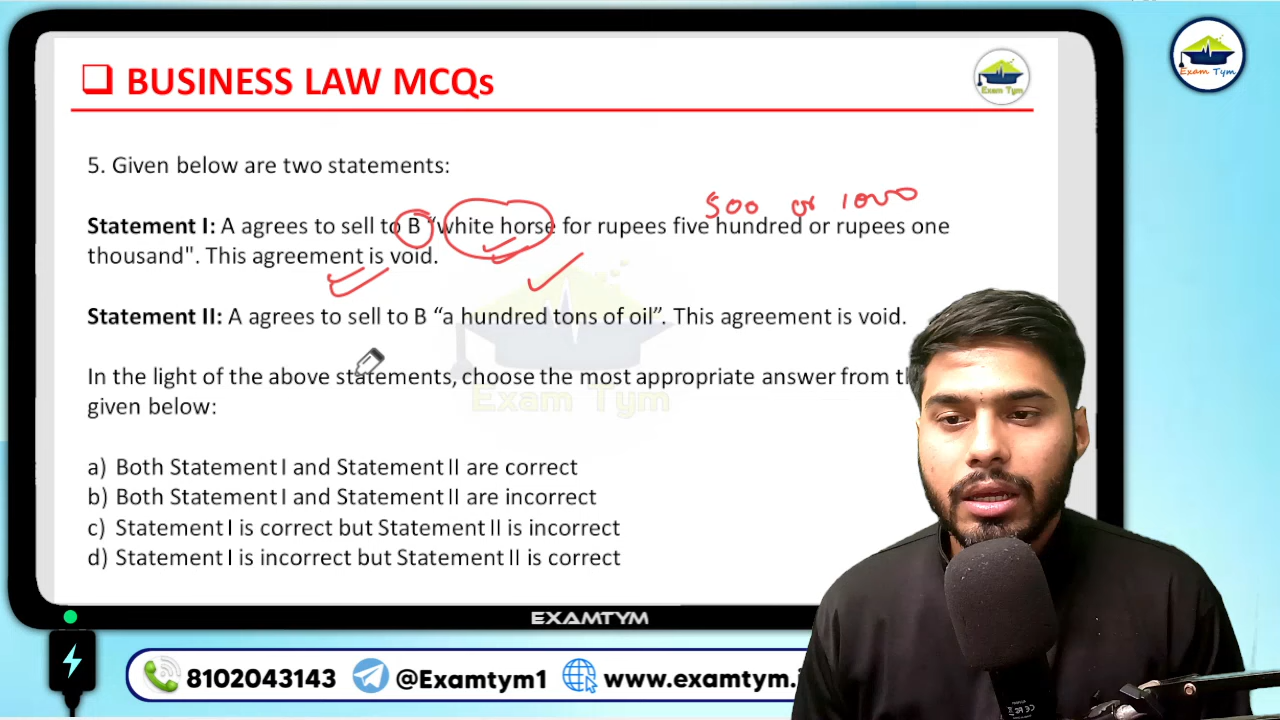 BUSINESS LAW MCQs
Exam Tym
Exam Tym
5. Given below are two statements:
500 or 1000
Statement I: A agrees to sell to B “white horse for rupees five hundred or rupees one
thousand". This agreement is void.
Statement II: A agrees to sell to B “a hundred tons of oil”. This agreement is void.
In the light of the above statements, choose the most appropriate answer from
given below:
Exam Tym
a) Both Statement I and Statement II are correct
b) Both Statement I and Statement II are incorrect
c) Statement I is correct but Statement II is incorrect
d) Statement I is incorrect but Statement II is correct
EXAMTYM
8102043143 @Examtym1 www.examtym.